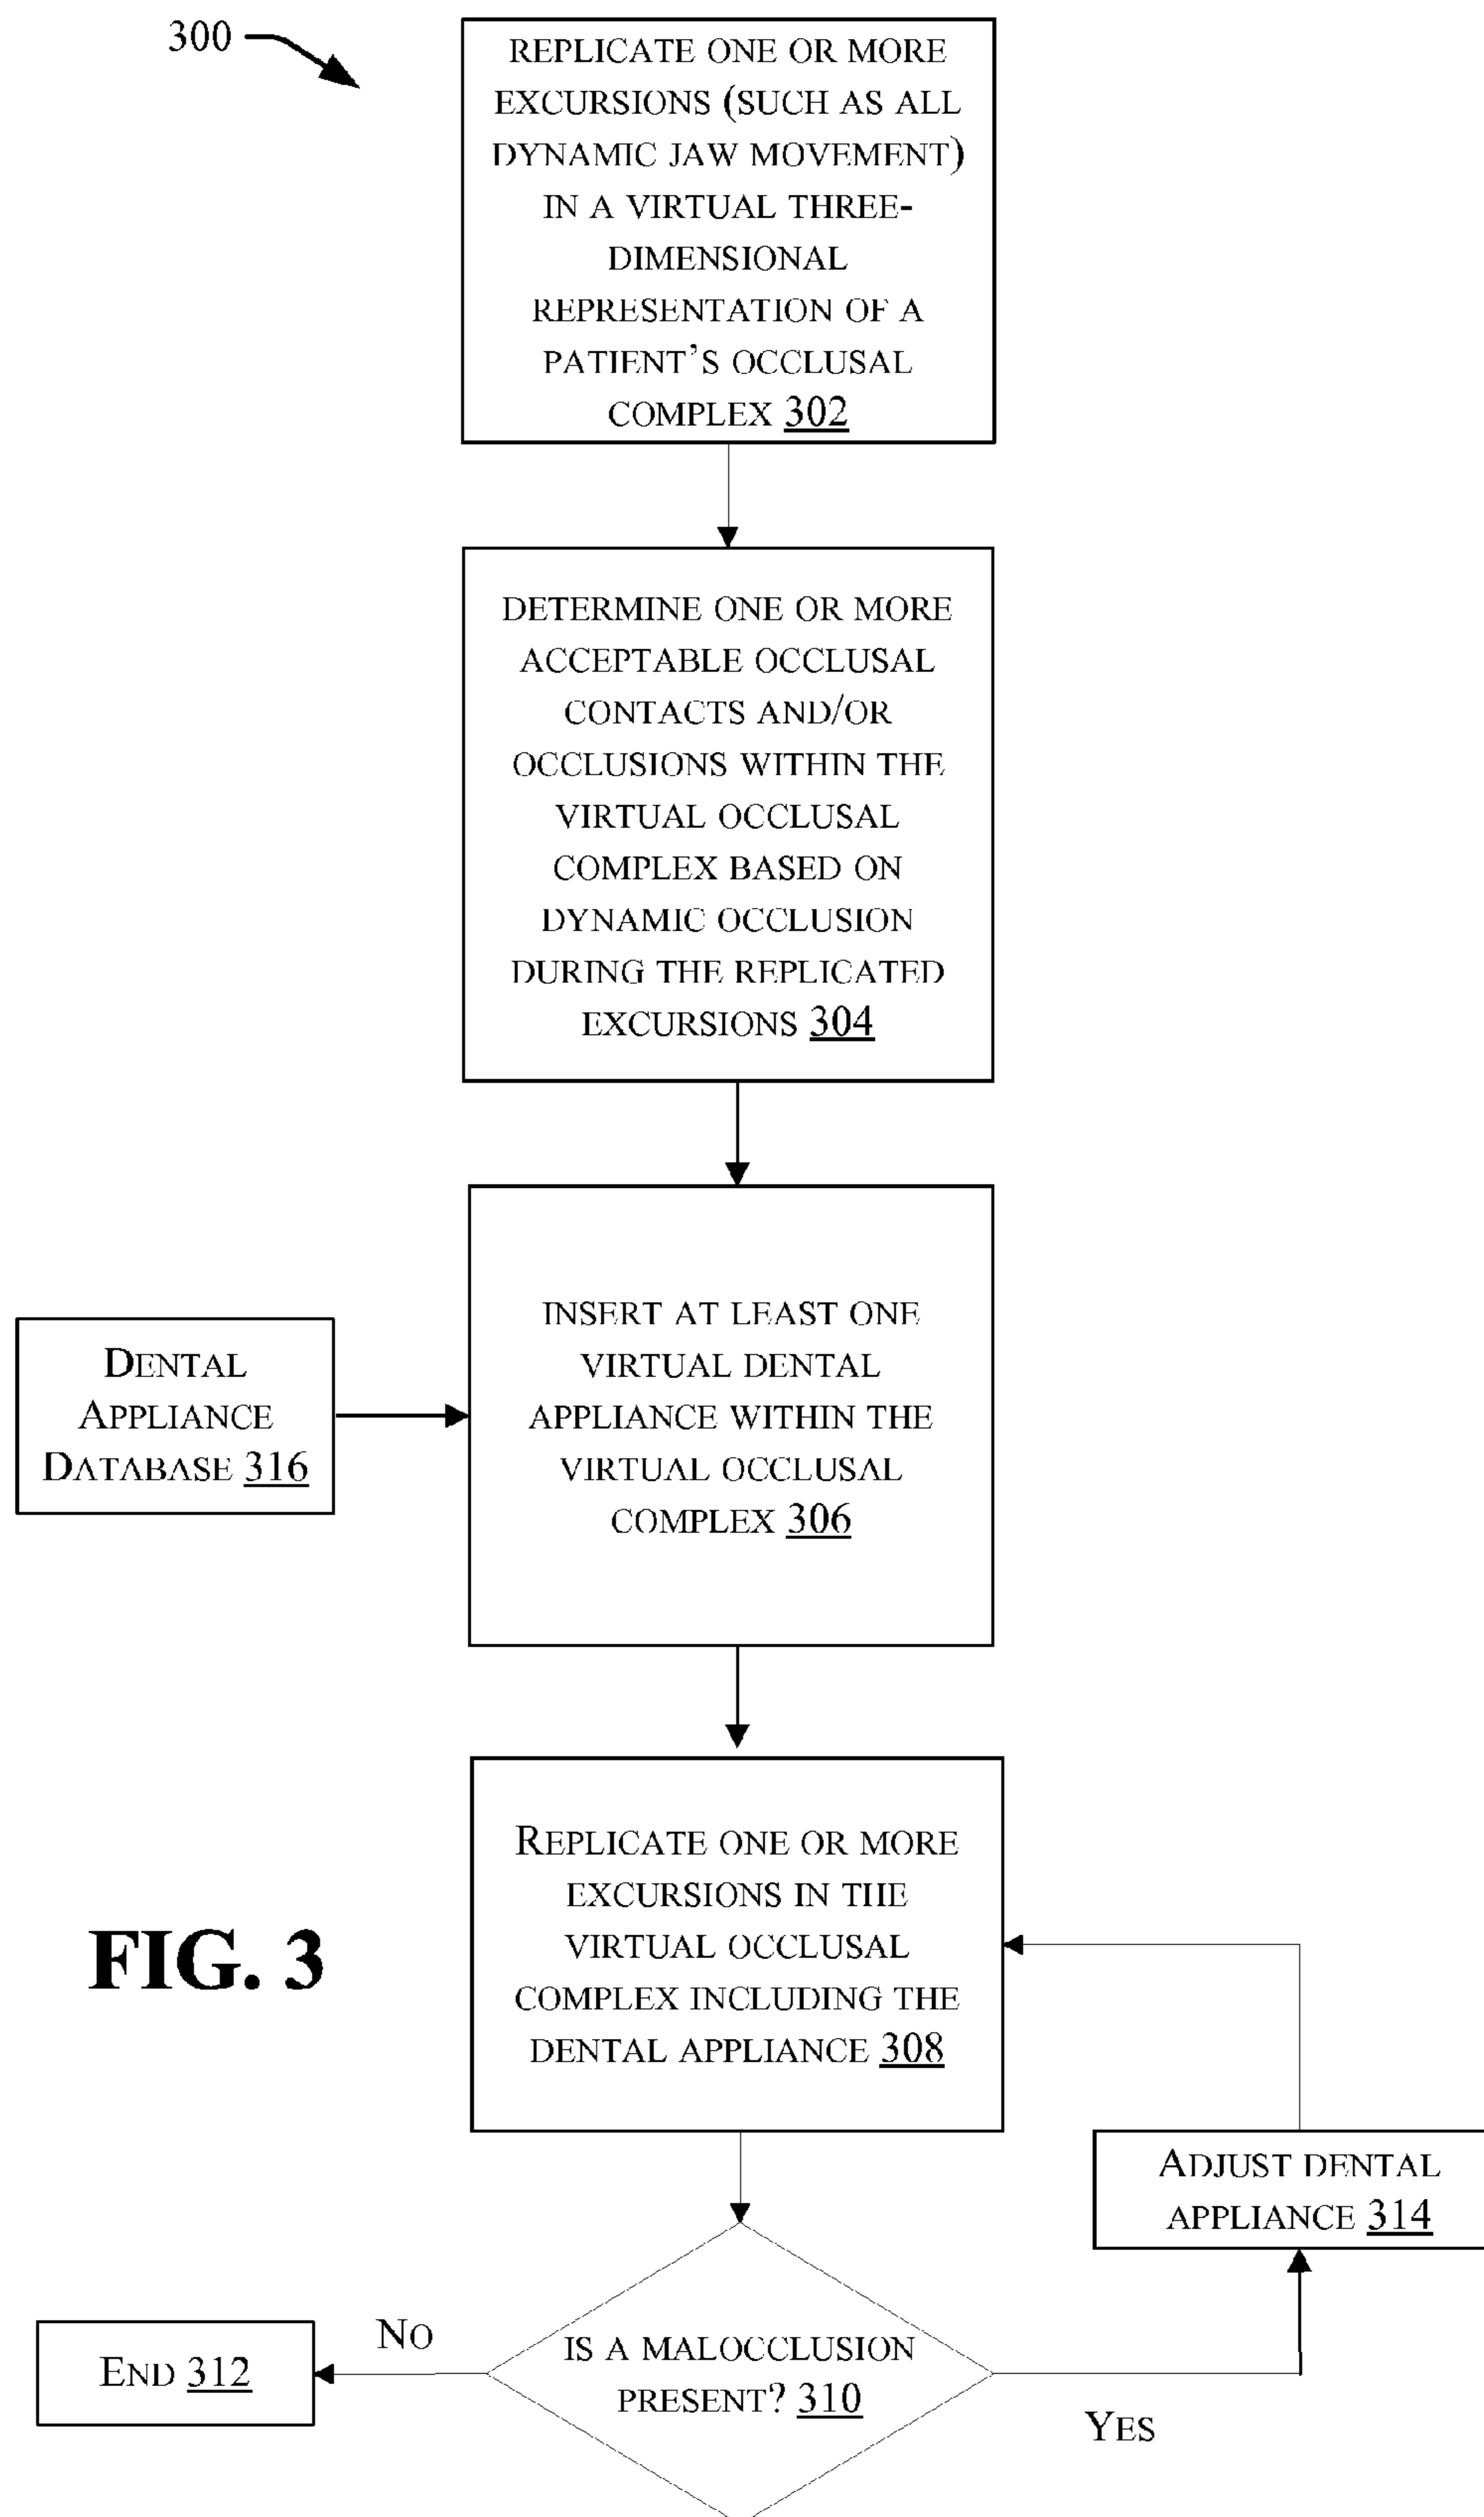 300
REPLICATE ONE OR MORE
EXCURSIONS (SUCH AS ALL
DYNAMIC JAW MOVEMENT)
IN A VIRTUAL THREE-
DIMENSIONAL
REPRESENTATION OF A
PATIENT'S OCCLUSAL
COMPLEX 302
DETERMINE ONE OR MORE
ACCEPTABLE OCCLUSAL
CONTACTS AND/OR
OCCLUSIONS WITHIN THE
VIRTUAL OCCLUSAL
COMPLEX BASED ON
DYNAMIC OCCLUSION
DURING THE REPLICATED
EXCURSIONS 304
DENTAL
APPLIANCE
DATABASE 316
INSERT AT LEAST ONE
VIRTUAL DENTAL
APPLIANCE WITHIN THE
VIRTUAL OCCLUSAL
COMPLEX 306
REPLICATE ONE OR MORE
EXCURSIONS IN THE
VIRTUAL OCCLUSAL
COMPLEX INCLUDING THE
DENTAL APPLIANCE 308
FIG. 3
ADJUST DENTAL
APPLIANCE 314
IS A MALOCCLUSION
PRESENT? 310
NO
END 312
YES